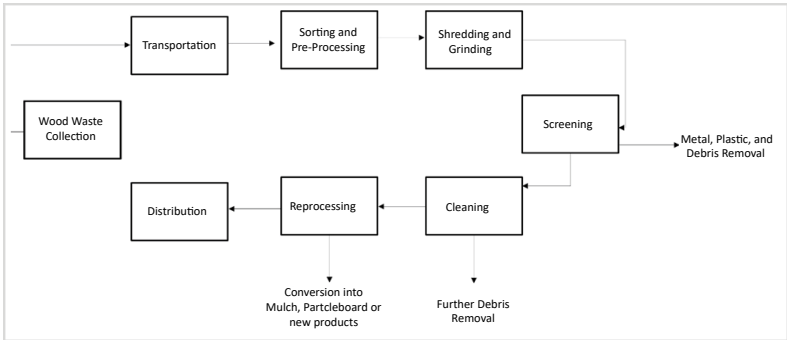 Transportation
Sorting and
Pre-Processing
Shredding and
Grinding
Wood Waste
Collection
Screening
Metal, Plastic, and
Debris Removal
Distribution
Reprocessing
Cleaning
Conversion into
Mulch, Partcleboard or
new products
Further Debris
Removal